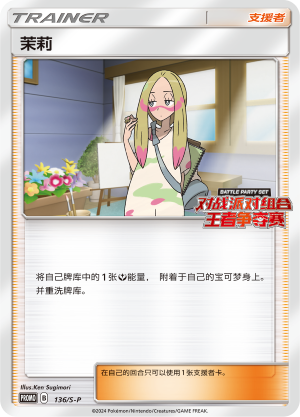 TRAINER
支援者
茉莉
BATTLE PARTY SET
对战派对组合
王者争夺赛
将自己牌库中的1张能量, 附着于自己的宝可梦身上。
并重洗牌库。
在自己的回合只可以使用1张支援者卡。
Illus.Ken Sugimori
PROMO B 136/S-P
©2024 Pokémon/Nintendo/Creatures/GAME FREAK.